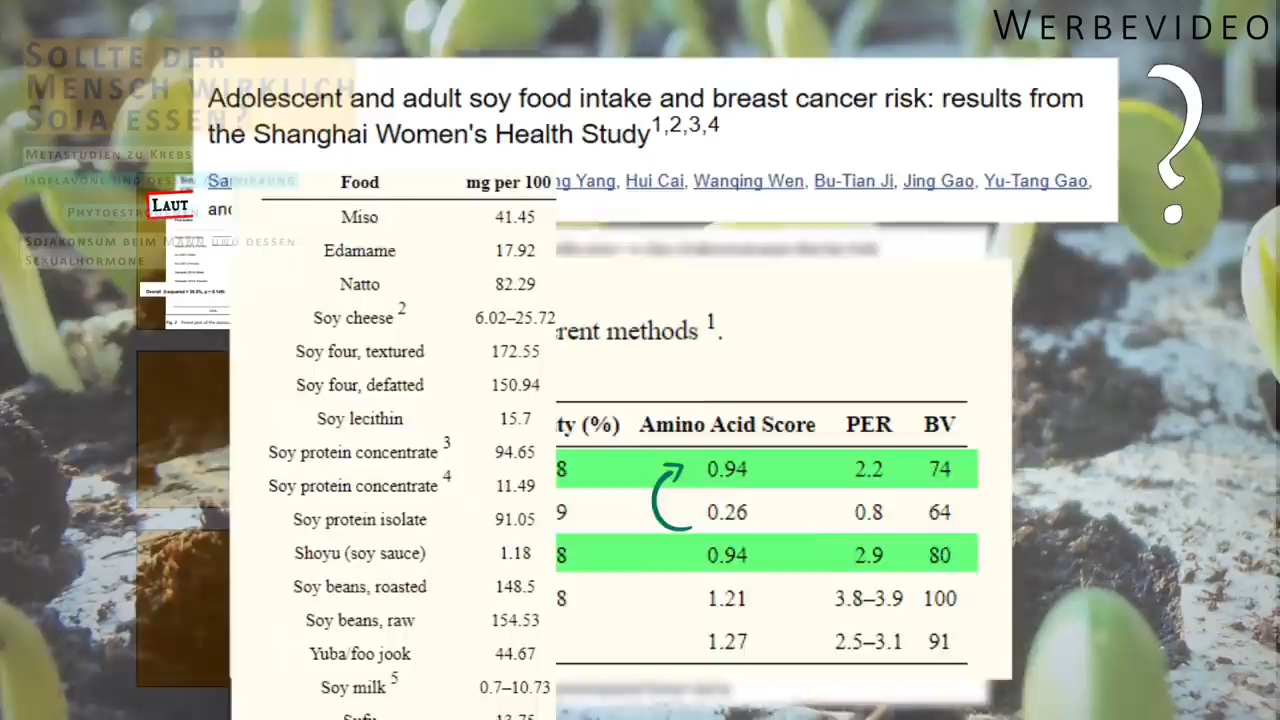 WERBEVIDEO
?
SOLLTE DER
MENSCH WIRKLICH
SOJA ESSEN?
METASTUDIEN ZU KREBS
ISOFLAVONE UND
PHYTOESTROGENEN
SOJAKONSUM BEIM MANN UND DESSEN
SEXUALHORMONE
LAUT
Adolescent and adult soy food intake and breast cancer risk: results from
the Shanghai Women's Health Study1,2,3,4
ng Yang, Hui Cai, Wanqing Wen, Bu-Tian Ji, Jing Gao, Yu-Tang Gao,
and
Food mg per 100
Miso 41.45
Edamame 17.92
Natto 82.29
Soy cheese 2 6.02–25.72
Soy four, textured 172.55
Soy four, defatted 150.94
Soy lecithin 15.7
Soy protein concentrate 3 94.65
Soy protein concentrate 4 11.49
Soy protein isolate 91.05
Shoyu (soy sauce) 1.18
Soy beans, roasted 148.5
Soy beans, raw 154.53
Yuba/foo jook 44.67
Soy milk 5 0.7–10.73
rent methods 1.
ty (%) Amino Acid Score PER BV
8 0.94 2.2 74
9 0.26 0.8 64
8 0.94 2.9 80
8 1.21 3.8–3.9 100
1.27 2.5–3.1 91